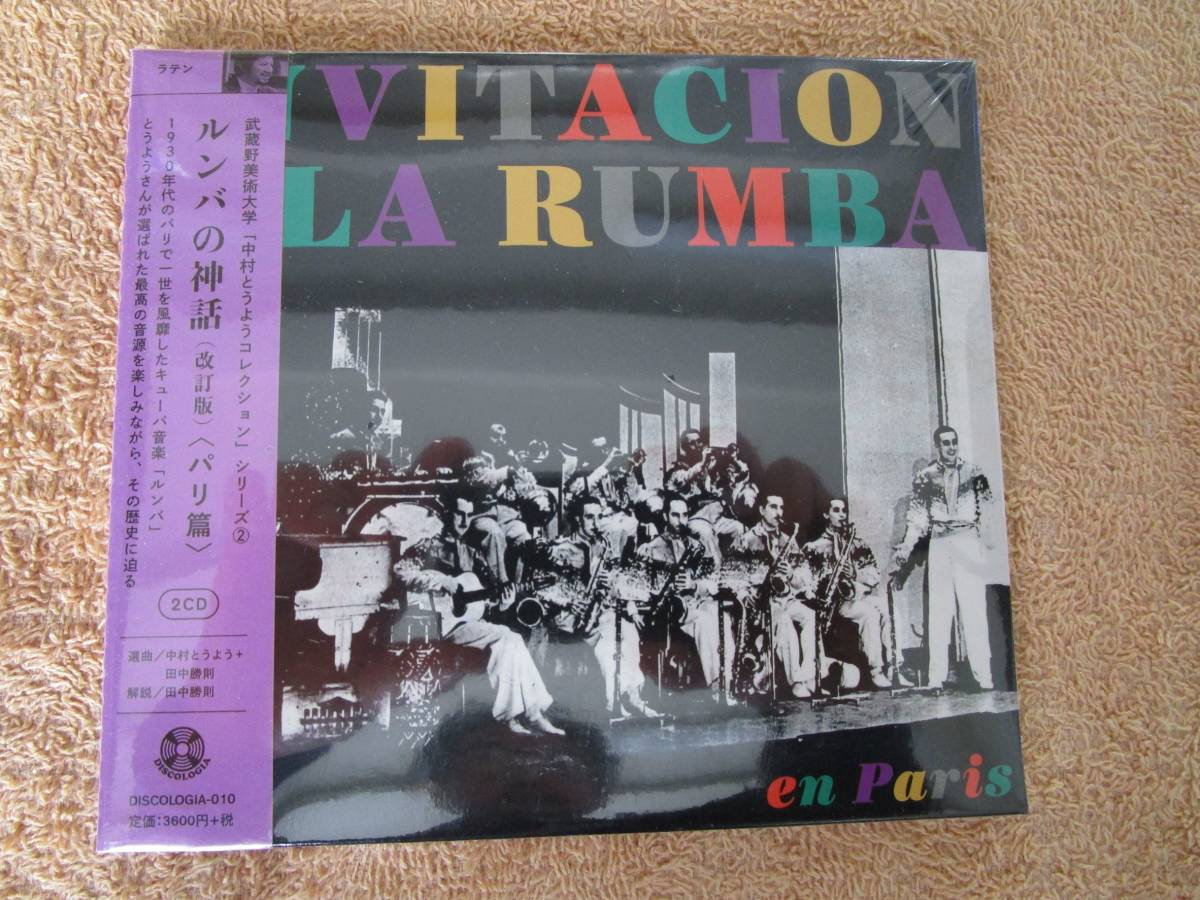 ラテン
武蔵野美術大学「中村とうようコレクション」シリーズ②
ルンバの神話（改訂版）〈パリ篇〉
1930年代のパリで一世を風靡したキューバ音楽「ルンバ」
とうようさんが選ばれた最高の音源を楽しみながら、その歴史に迫る
2CD
選曲／中村とうよう+
田中勝則
解説／田中勝則
DISCOLOGIA
DISCOLOGIA-010
定価:3600円+税
NVITACION
LA RUMBA
en Paris